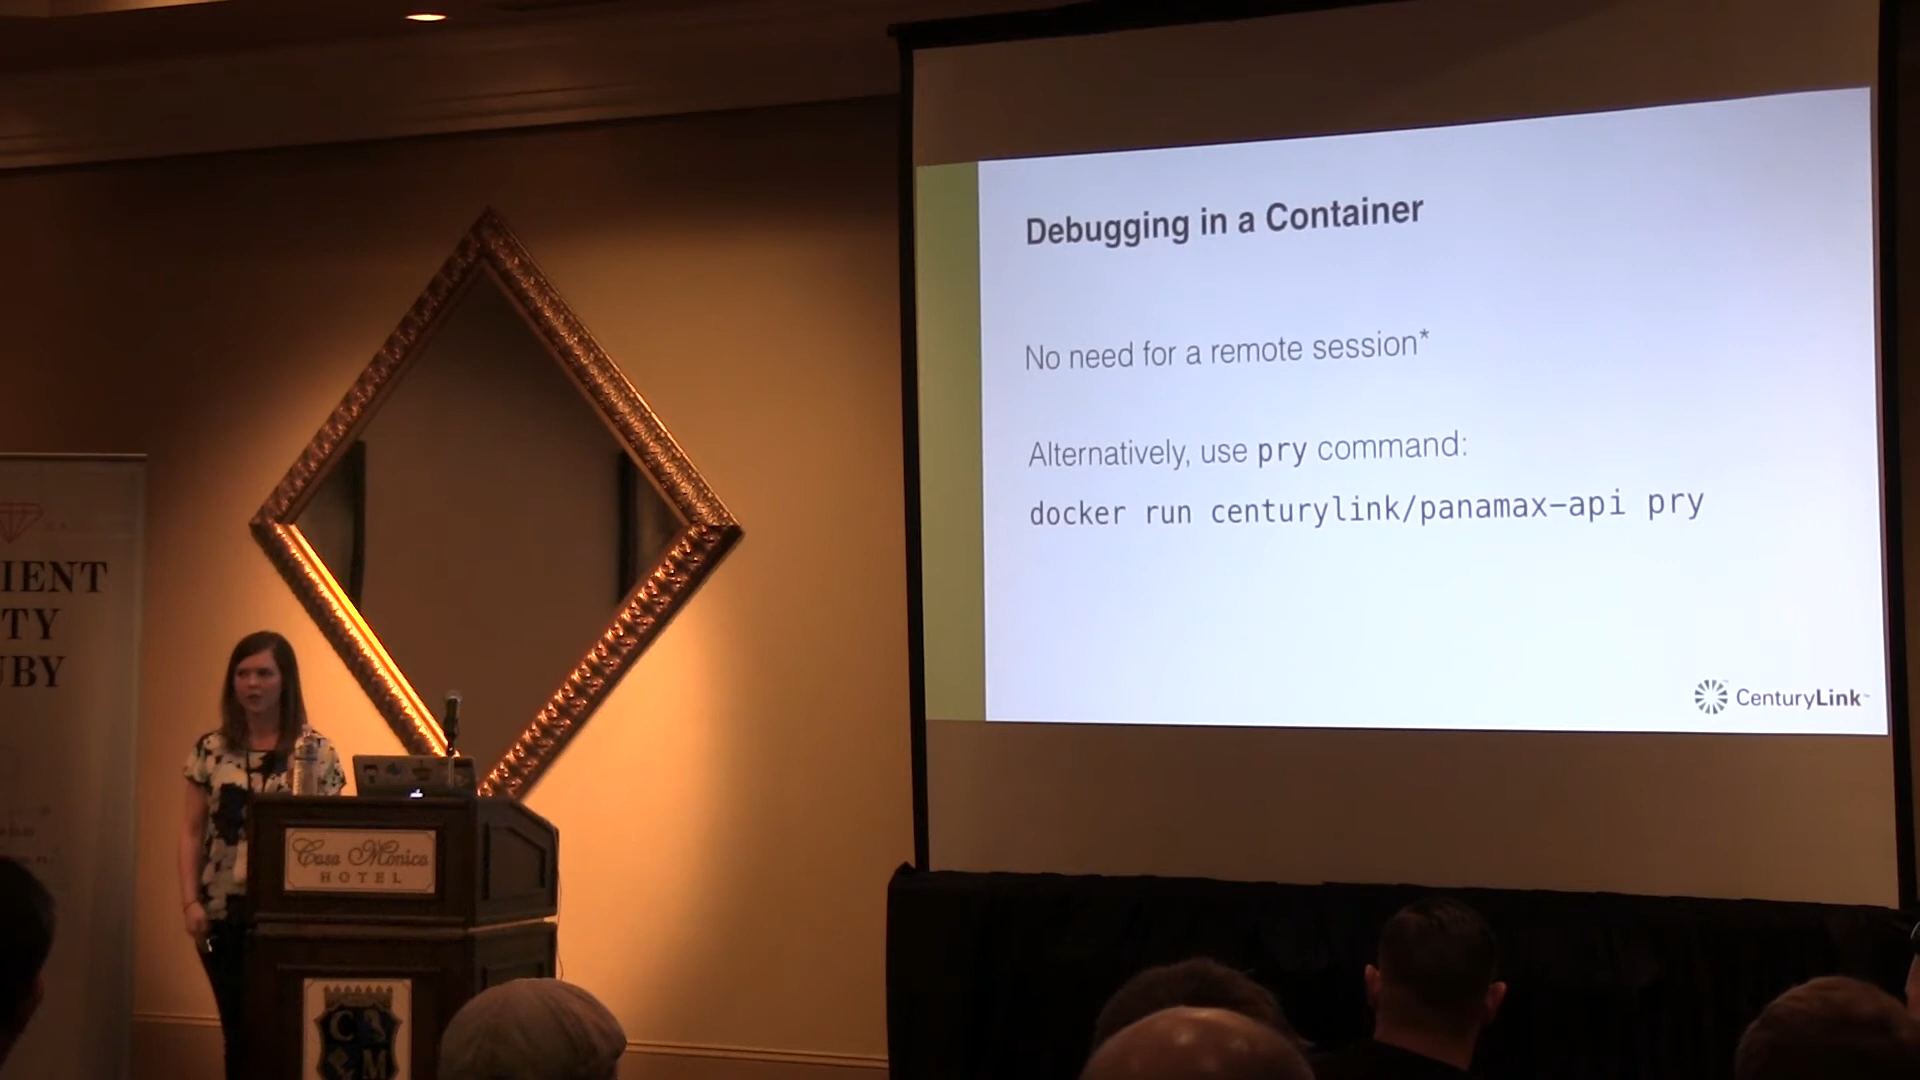 Debugging in a Container
No need for a remote session*
Alternatively, use pry command:
docker run centurylink/panamax-api pry
CenturyLink
IENT
TY
UBY
Casa Monica
HOTEL
C
M